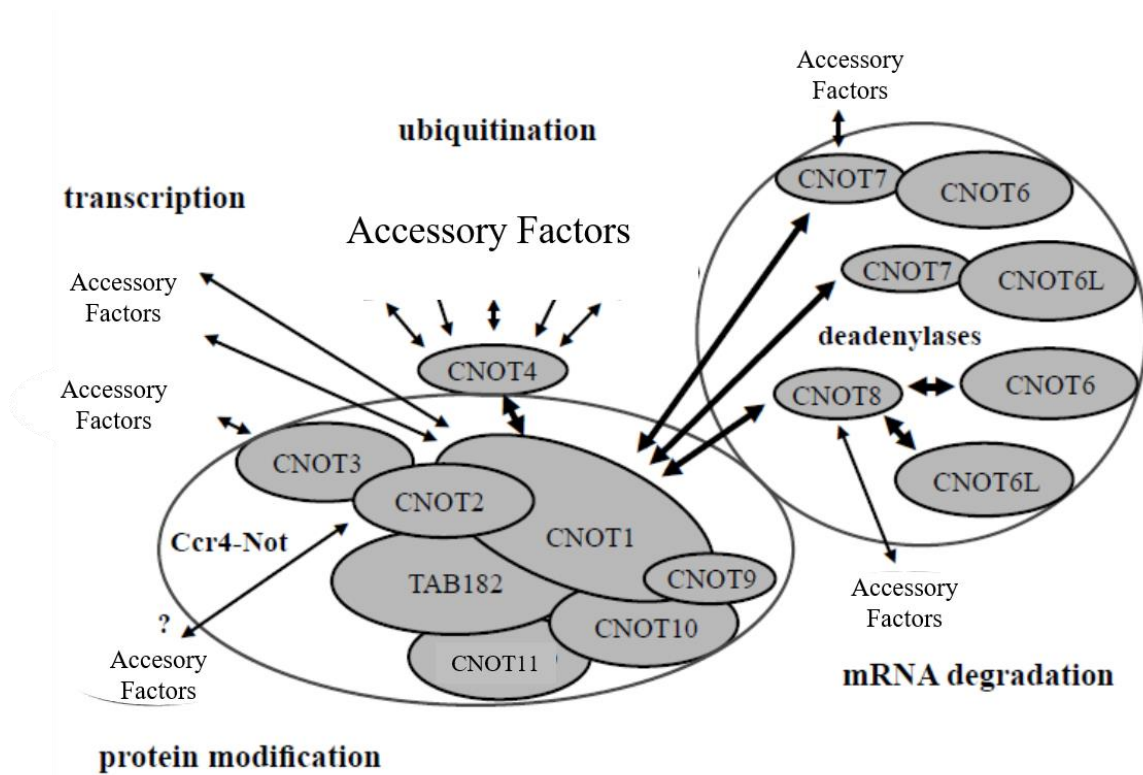 Accessory
Factors
ubiquitination
transcription
Accessory Factors
Accessory
Factors
Accessory
Factors
CNOT7
CNOT6
CNOT7
CNOT6L
deadenylases
CNOT8
CNOT6
CNOT6L
CNOT4
CNOT3
CNOT2
CNOT1
Ccr4-Not
TAB182
CNOT9
CNOT10
CNOT11
?
Accesory
Factors
Accessory
Factors
mRNA degradation
protein modification